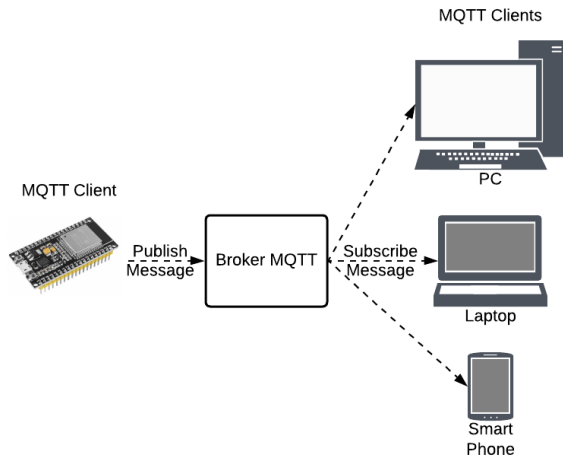 MQTT Clients
PC
MQTT Client
Publish
Message
Broker MQTT
Subscribe
Message
Laptop
Smart
Phone